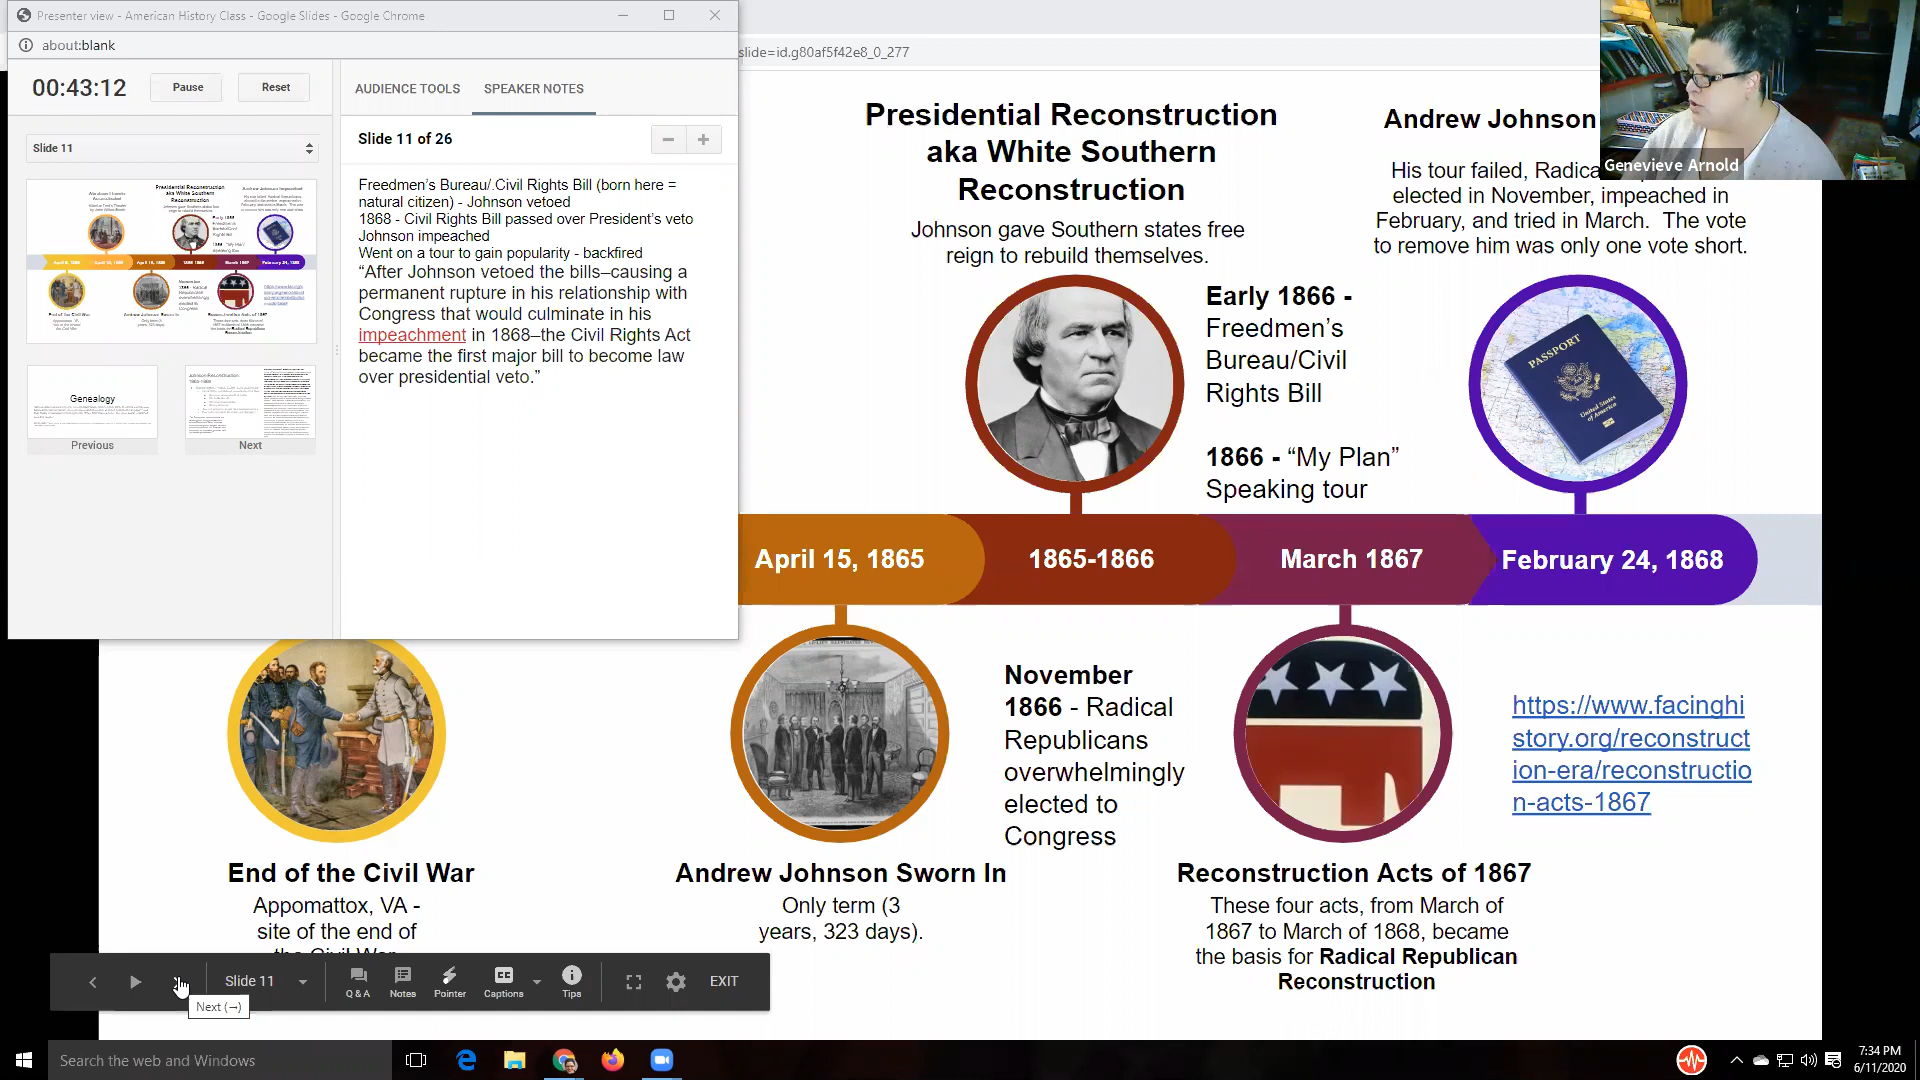 Presenter view - American History Class - Google Slides - Google Chrome
about:blank
slide=id.g80af5f42e8_0_277
00:43:12
Pause
Reset
AUDIENCE TOOLS
SPEAKER NOTES
Slide 11
Slide 11 of 26
Freedmen’s Bureau/.Civil Rights Bill (born here =
natural citizen) - Johnson vetoed
1868 - Civil Rights Bill passed over President’s veto
Johnson impeached
Went on a tour to gain popularity - backfired
“After Johnson vetoed the bills–causing a
permanent rupture in his relationship with
Congress that would culminate in his
impeachment in 1868–the Civil Rights Act
became the first major bill to become law
over presidential veto.”
Genealogy
Previous
Next
Presidential Reconstruction
aka White Southern
Reconstruction
Johnson gave Southern states free
reign to rebuild themselves.
Andrew Johnson
His tour failed, Radica
elected in November, impeached in
February, and tried in March. The vote
to remove him was only one vote short.
Genevieve Arnold
Early 1866 -
Freedmen’s
Bureau/Civil
Rights Bill
1866 - “My Plan”
Speaking tour
PASSPORT
United States
of America
April 15, 1865
1865-1866
March 1867
February 24, 1868
November
1866 - Radical
Republicans
overwhelmingly
elected to
Congress
https://www.facinghi
story.org/reconstruct
ion-era/reconstructio
n-acts-1867
End of the Civil War
Appomattox, VA -
site of the end of
Andrew Johnson Sworn In
Only term (3
years, 323 days).
Reconstruction Acts of 1867
These four acts, from March of
1867 to March of 1868, became
the basis for Radical Republican
Reconstruction
Slide 11
Q & A
Notes
Pointer
Captions
Tips
EXIT
Next (→)
Search the web and Windows
7:34 PM
6/11/2020